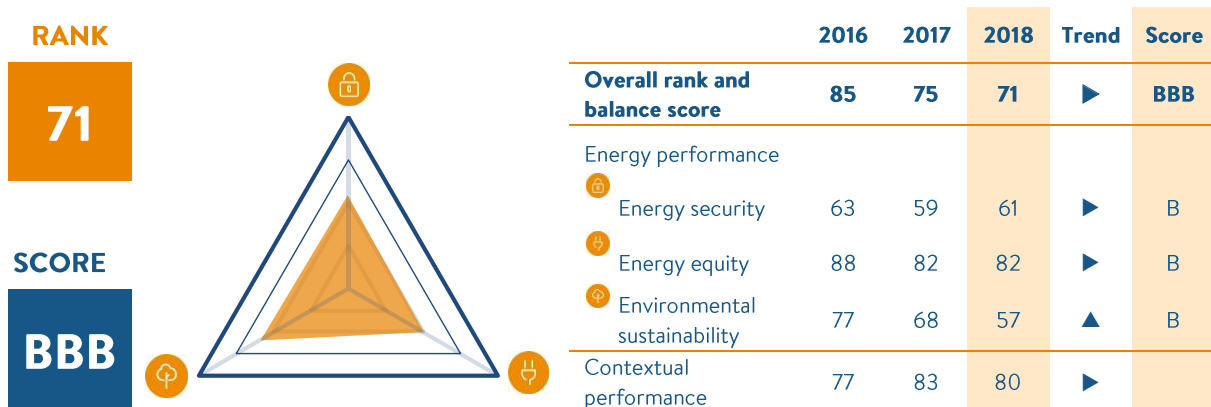 RANK
71
SCORE
BBB
2016 2017 2018 Trend Score
Overall rank and
balance score 85 75 71 BBB
Energy performance
Energy security 63 59 61 B
Energy equity 88 82 82 B
Environmental
sustainability 77 68 57 B
Contextual
performance 77 83 80